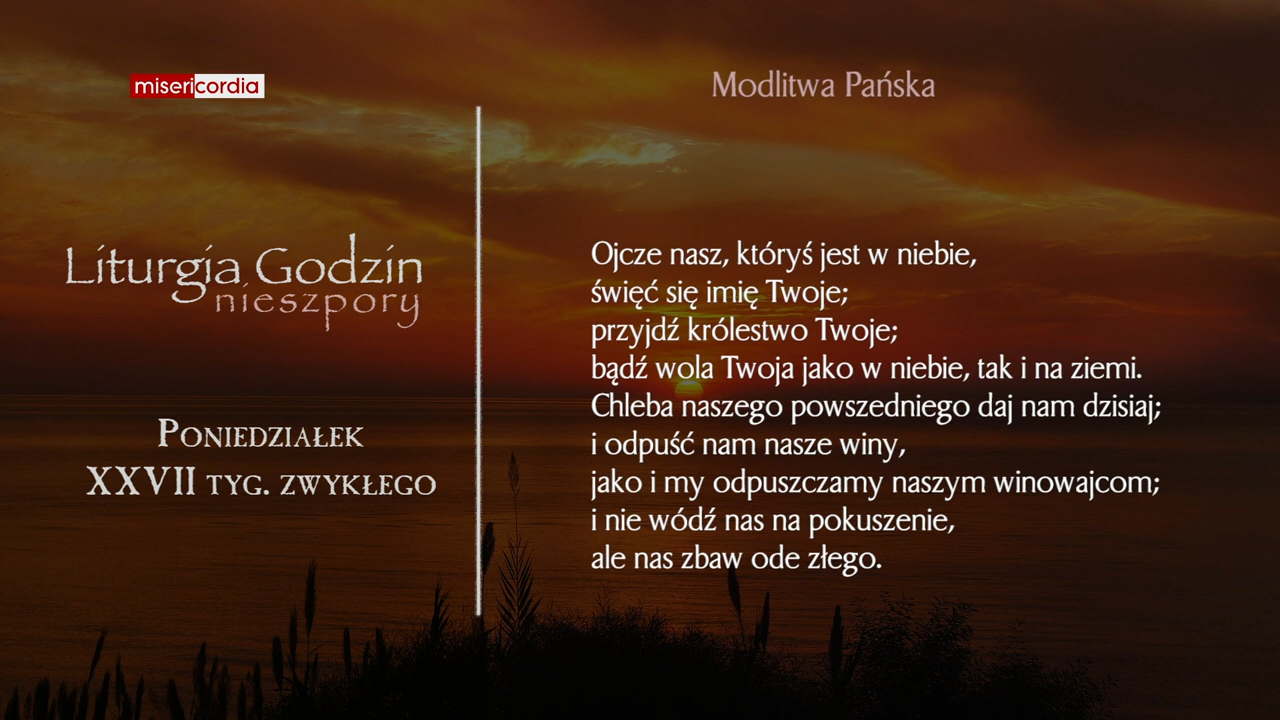 misericordia
Liturgia Godzin
nieszpory
Poniedziałek
XXVII tyg. zwykłego
Modlitwa Pańska
Ojcze nasz, któryś jest w niebie,
święć się imię Twoje;
przyjdź królestwo Twoje;
bądź wola Twoja jako w niebie, tak i na ziemi.
Chleba naszego powszedniego daj nam dzisiaj;
i odpuść nam nasze winy,
jako i my odpuszczamy naszym winowajcom;
i nie wódź nas na pokuszenie,
ale nas zbaw ode złego.